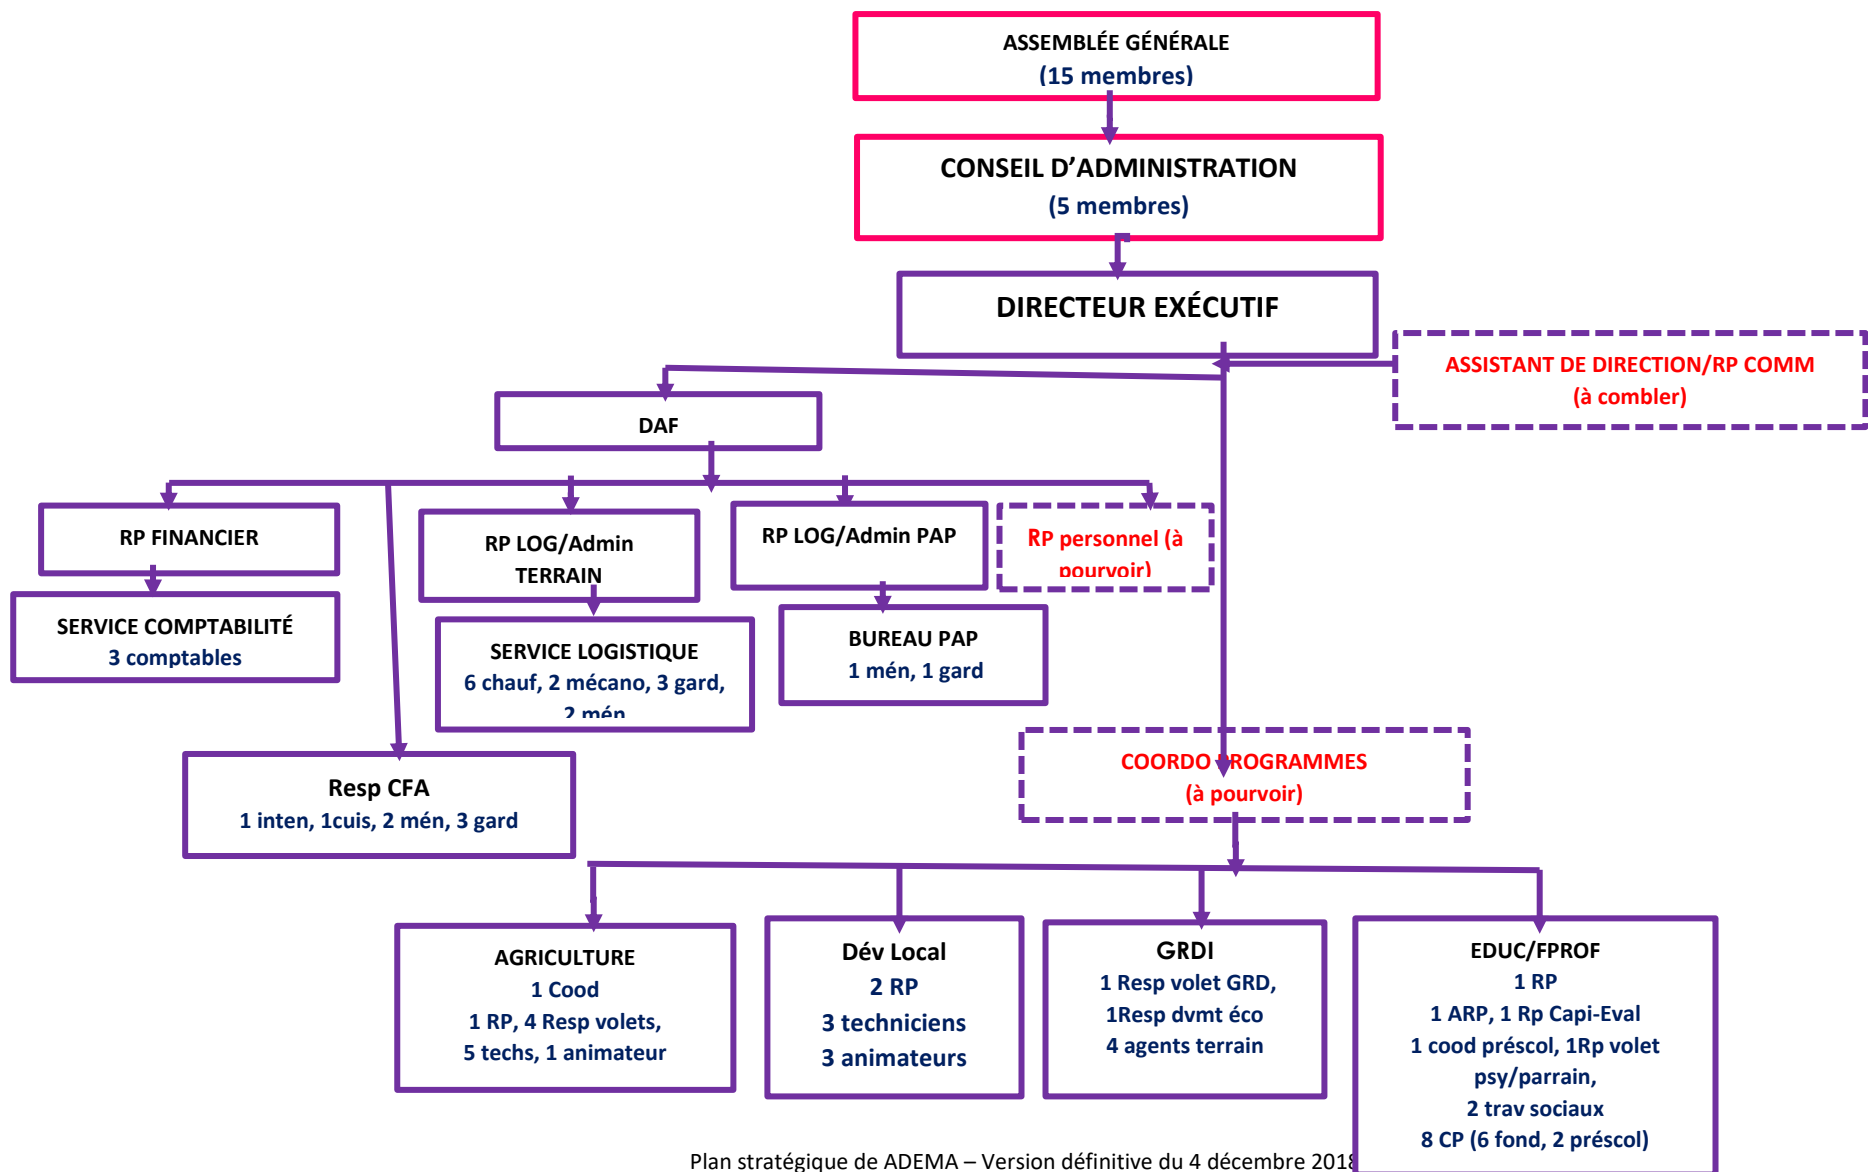 ASSEMBLÉE GÉNÉRALE
(15 membres)
CONSEIL D'ADMINISTRATION
(5 membres)
DIRECTEUR EXÉCUTIF
ASSISTANT DE DIRECTION/RP COMM
(à combler)
DAF
RP FINANCIER
RP LOG/Admin
TERRAIN
RP LOG/Admin PAP
RP personnel (à
pourvoir)
SERVICE COMPTABILITÉ
3 comptables
SERVICE LOGISTIQUE
6 chauf, 2 mécano, 3 gard,
2 mén
BUREAU PAP
1 mén, 1 gard
Resp CFA
1 inten, 1cuis, 2 mén, 3 gard
COORDO PROGRAMMES
(à pourvoir)
AGRICULTURE
1 Cood
1 RP, 4 Resp volets,
5 techs, 1 animateur
Dév Local
2 RP
3 techniciens
3 animateurs
GRDI
1 Resp volet GRD,
1Resp dvmt éco
4 agents terrain
EDUC/FPROF
1 RP
1 ARP, 1 Rp Capi-Eval
1 cood préscol, 1Rp volet
psy/parrain,
2 trav sociaux
8 CP (6 fond, 2 préscol)
Plan stratégique de ADEMA – Version définitive du 4 décembre 2018